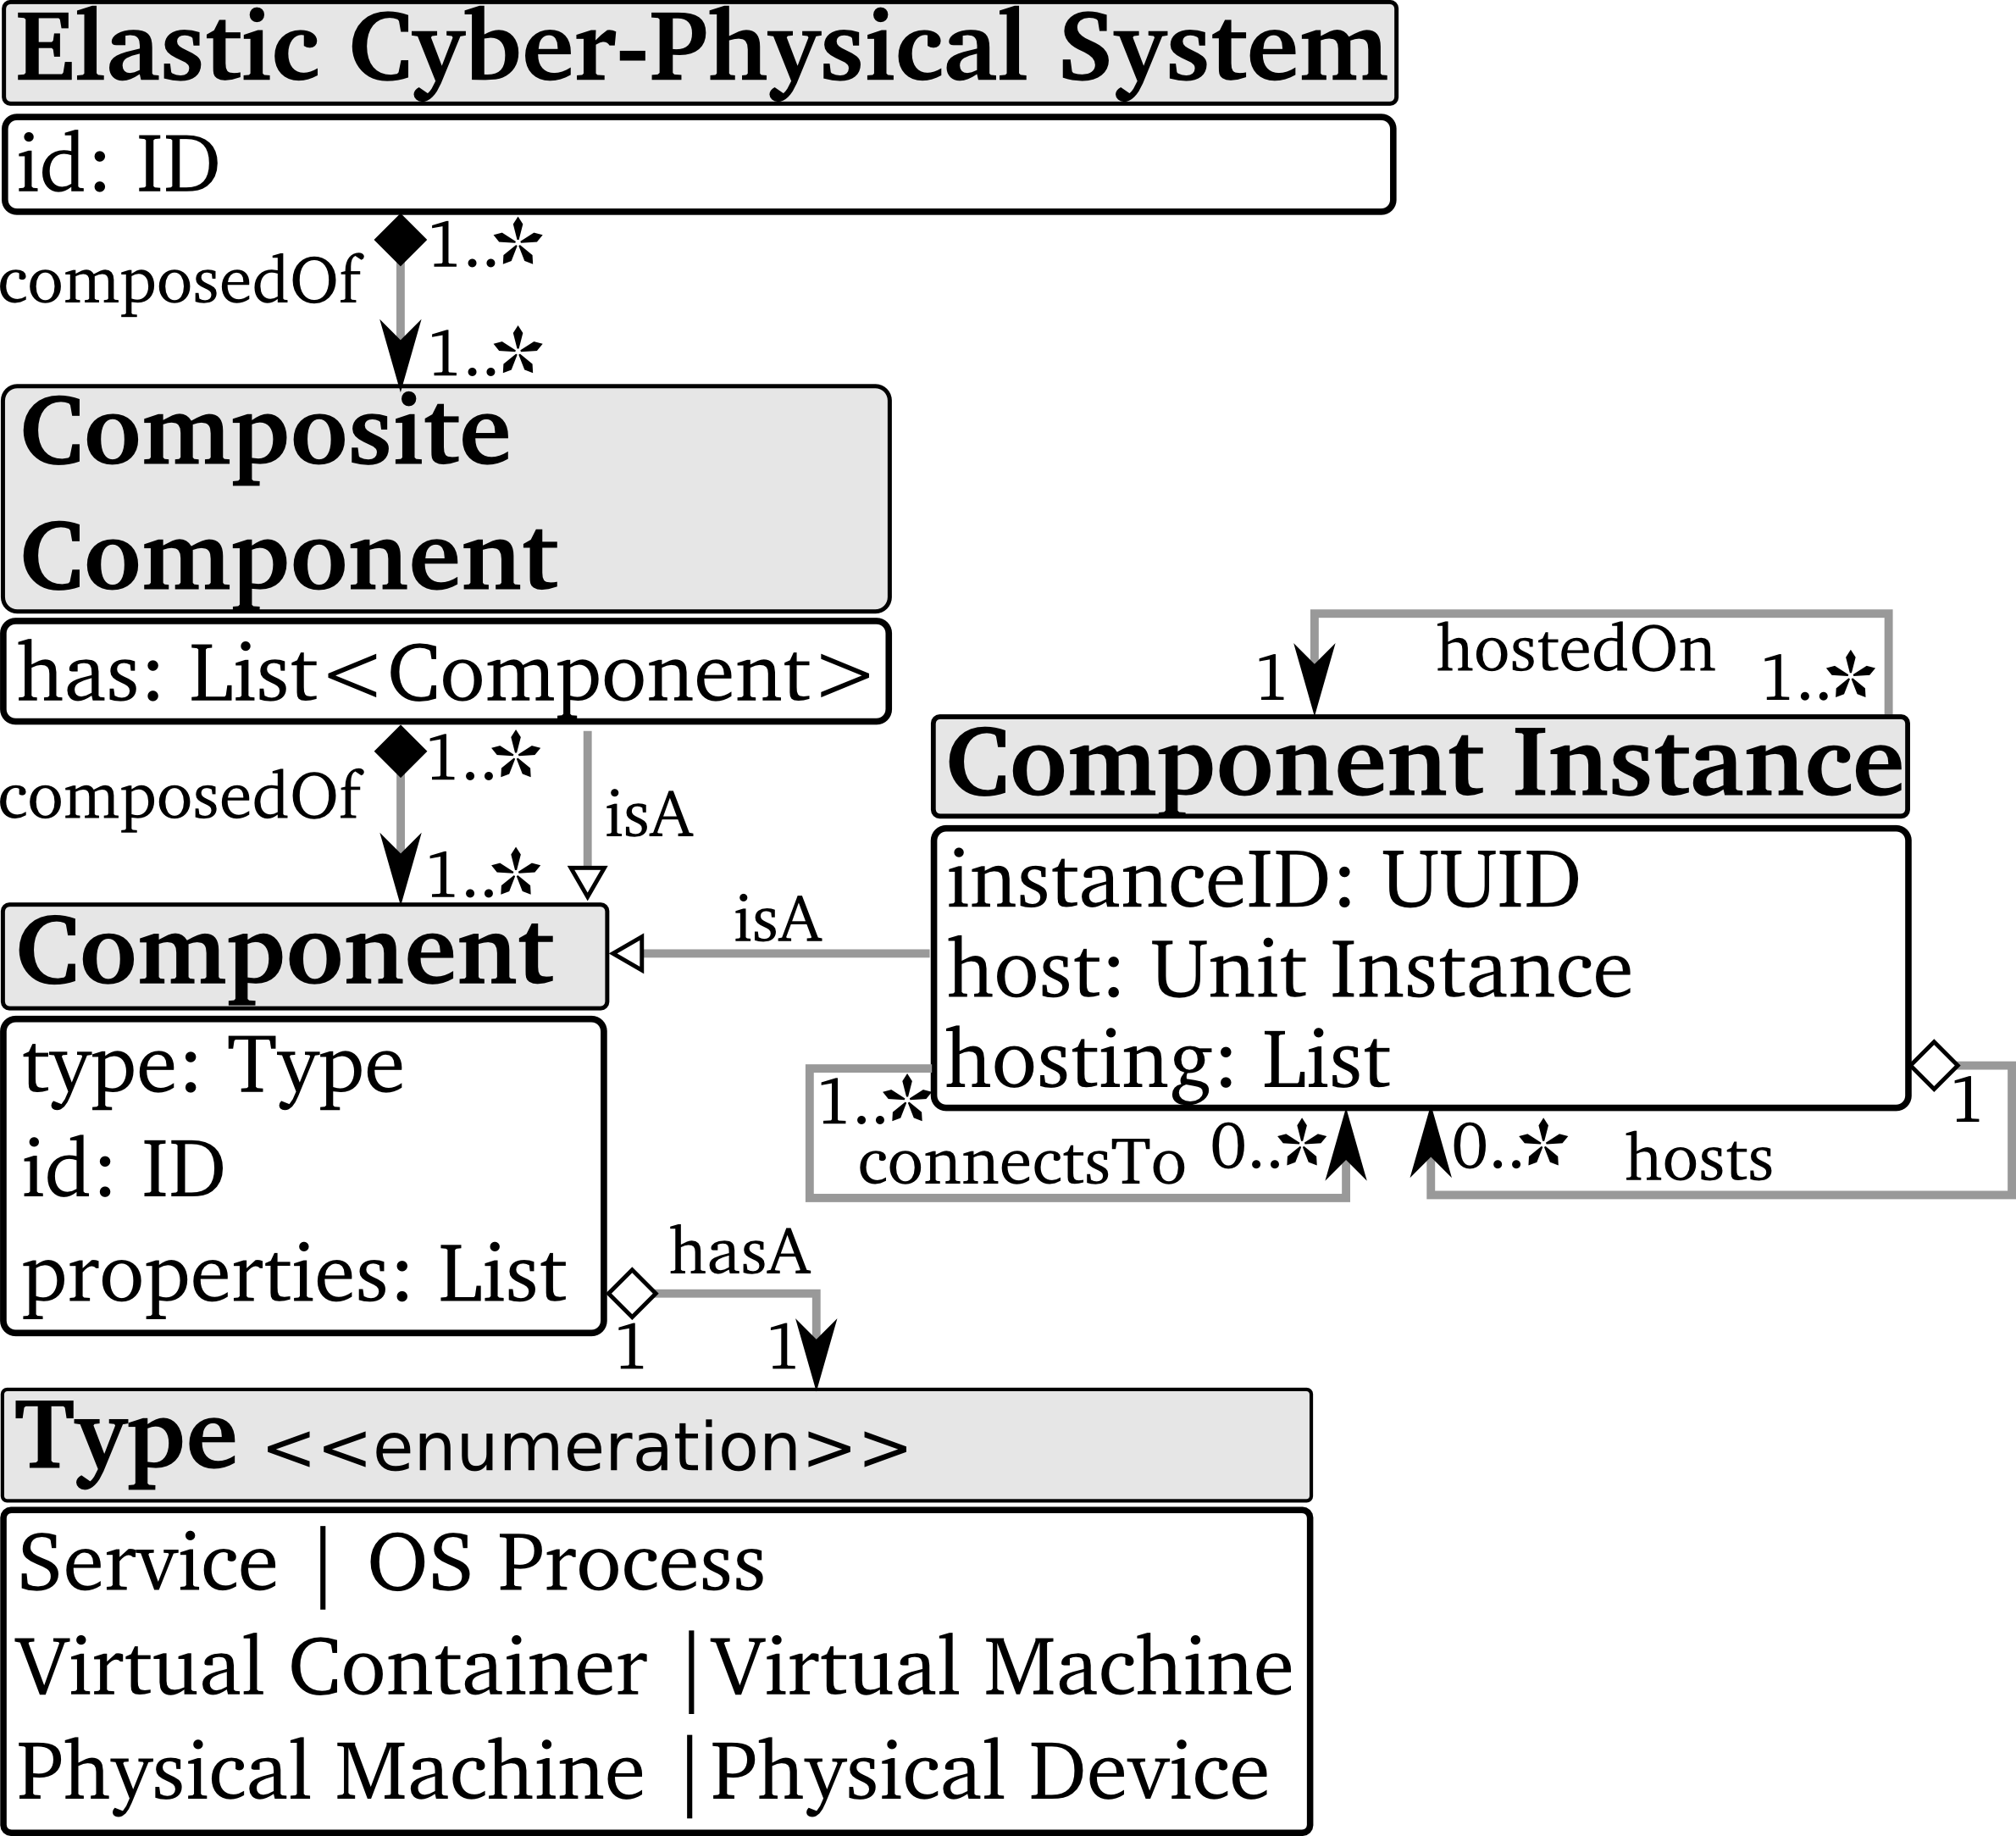 Elastic Cyber-Physical System
id: ID
1..*
composedOf
1..*
Composite
Component
has: List<Component>
1..*
composedOf
isA
1..*
hostedOn
1
1..*
Component Instance
instanceID: UUID
host: Unit Instance
hosting: List
isA
Component
type: Type
id: ID
properties: List
1..*
connectsTo
0..*
0..*
hosts
1
hasA
1
1
Type <<enumeration>>
Service | OS Process
Virtual Container |Virtual Machine
Physical Machine |Physical Device